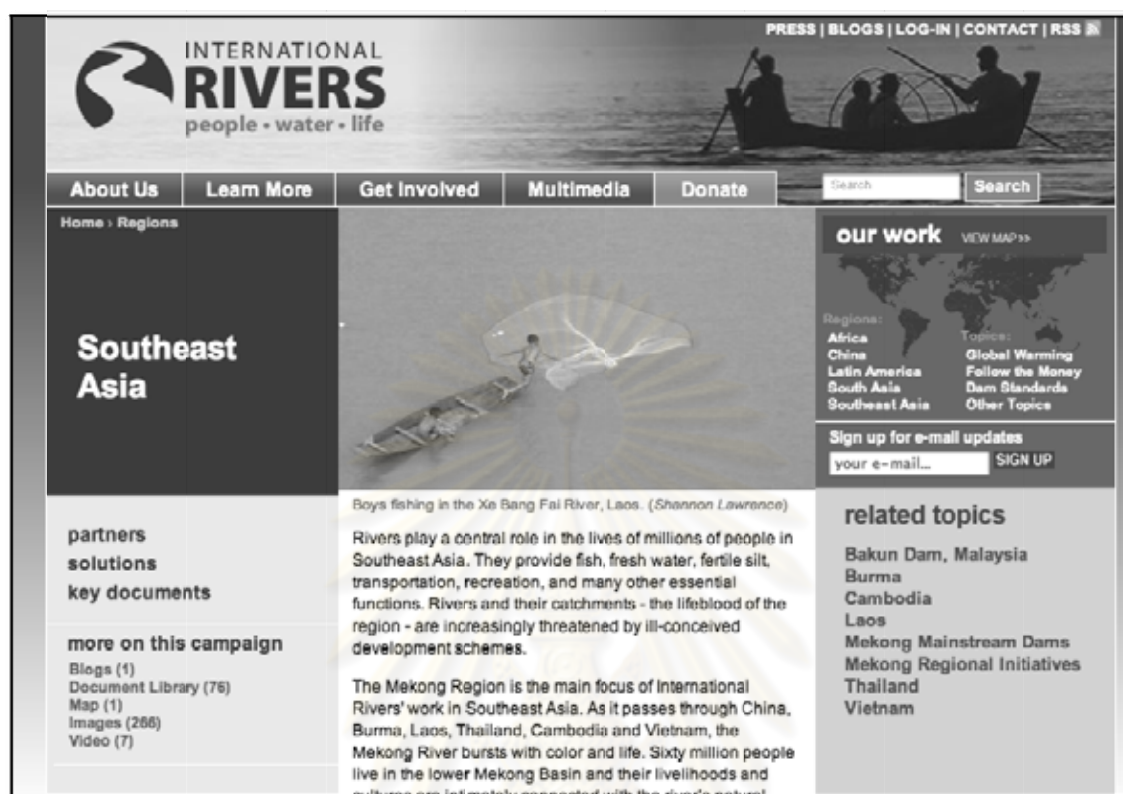 PRESS | BLOGS | LOG-IN | CONTACT | RSS
INTERNATIONAL
RIVERS
people • water • life
About Us
Learn More
Get Involved
Multimedia
Donate
Search
Search
Home › Regions
Southeast
Asia
partners
solutions
key documents
more on this campaign
Blogs (1)
Document Library (76)
Map (1)
Images (266)
Video (7)
Boys fishing in the Xe Bang Fai River, Laos. (Shannon Lawrence)
Rivers play a central role in the lives of millions of people in
Southeast Asia. They provide fish, fresh water, fertile silt,
transportation, recreation, and many other essential
functions. Rivers and their catchments - the lifeblood of the
region - are increasingly threatened by ill-conceived
development schemes.
The Mekong Region is the main focus of International
Rivers' work in Southeast Asia. As it passes through China,
Burma, Laos, Thailand, Cambodia and Vietnam, the
Mekong River bursts with color and life. Sixty million people
live in the lower Mekong Basin and their livelihoods and
cultures are intimately connected with the river's natural
our work VIEW MAP >>
Regions:
Africa
China
Latin America
South Asia
Southeast Asia
Topics:
Global Warming
Follow the Money
Dam Standards
Other Topics
Sign up for e-mail updates
your e-mail...
SIGN UP
related topics
Bakun Dam, Malaysia
Burma
Cambodia
Laos
Mekong Mainstream Dams
Mekong Regional Initiatives
Thailand
Vietnam